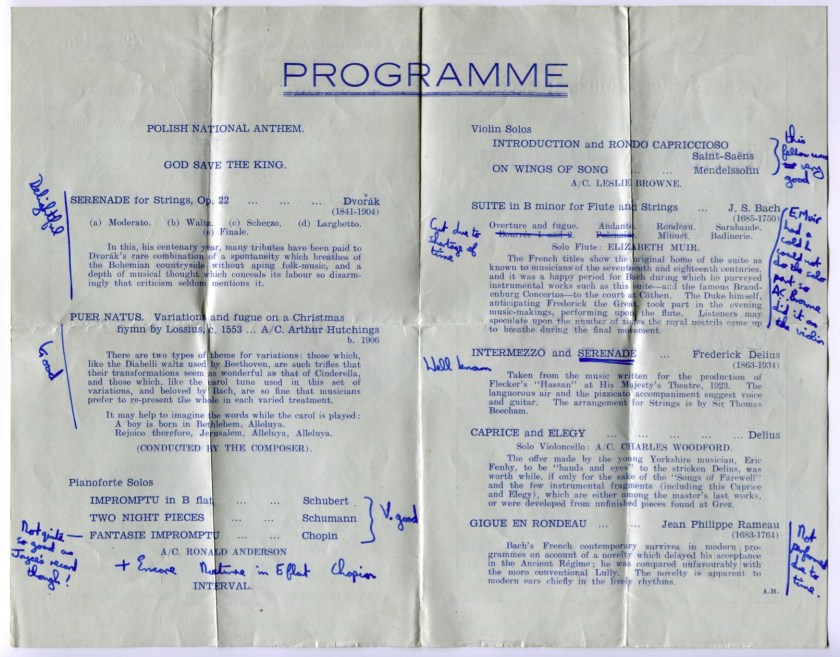 PROGRAMME
POLISH NATIONAL ANTHEM.
GOD SAVE THE KING.
Delightful
SERENADE for Strings, Op. 22 ... ... ... Dvořák
(1841-1904)
(a) Moderato. (b) Waltz. (c) Scherzo. (d) Larghetto.
(e) Finale.
In this, his centenary year, many tributes have been paid to
Dvořák's rare combination of a spontaneity which breathes of
the Bohemian countryside without aping folk-music, and a
depth of musical thought which conceals its labour so disarm-
ingly that criticism seldom mentions it.
PUER NATUS. Variations and fugue on a Christmas
hymn by Lossius, c. 1553 ... A/C. Arthur Hutchings
b. 1906
Good
There are two types of theme for variations: those which,
like the Diabelli waltz used by Beethoven, are such trifles that
their transformations seem as wonderful as that of Cinderella,
and those which, like the carol tune used in this set of
variations, and beloved by Bach, are so fine that musicians
prefer to re-present the whole in each varied treatment.
It may help to imagine the words while the carol is played:
A boy is born in Bethlehem, Alleluya.
Rejoice therefore, Jerusalem, Alleluya, Alleluya.
(CONDUCTED BY THE COMPOSER).
Pianoforte Solos
IMPROMPTU in B flat ... ... Schubert
TWO NIGHT PIECES ... ... Schumann
FANTASIE IMPROMPTU ... ... Chopin
V. good
Not quite
so good as
Joyce's record
though!
A/C. RONALD ANDERSON
+ Encore Nocturne in E flat Chopin
INTERVAL.
Violin Solos
INTRODUCTION and RONDO CAPRICCIOSO
Saint-Saëns
ON WINGS OF SONG ... ... Mendelssohn
A/C. LESLIE BROWNE.
this
fellow was
very
good
SUITE in B minor for Flute and Strings ... J. S. Bach
(1685-1750)
Overture and fugue. Andante. Rondeau. Sarabande.
Bourrée 1 and 2. Polonaise. Minuet. Badinerie.
Cut due to
shortage of
time
Solo Flute: ELIZABETH MUIR.
The French titles show the original home of the suite as
known to musicians of the seventeenth and eighteenth centuries,
and it was a happy period for Bach during which he purveyed
instrumental works such as this suite—and the famous Brand-
enburg Concertos—to the court at Cöthen. The Duke himself,
anticipating Frederick the Great, took part in the evening
music-makings, performing upon the flute. Listeners may
speculate upon the number of times the royal nostrils came up
to breathe during the final movement.
E. Muir
had a
cold &
could not
do the solo
part so
AC. Browne
did it on
the violin
INTERMEZZO and SERENADE ... Frederick Delius
(1863-1934)
Well known
Taken from the music written for the production of
Flecker's "Hassan" at His Majesty's Theatre, 1923. The
languorous air and the pizzicato accompaniment suggest voice
and guitar. The arrangement for Strings is by Sir Thomas
Beecham.
CAPRICE and ELEGY ... ... ... ... Delius
Solo Violoncello: A/C. CHARLES WOODFORD.
The offer made by the young Yorkshire musician, Eric
Fenby, to be "hands and eyes" to the stricken Delius, was
worth while, if only for the sake of the "Songs of Farewell"
and the few instrumental fragments (including this Caprice
and Elegy), which are either among the master's last works,
or were developed from unfinished pieces found at Grez.
GIGUE EN RONDEAU ... ... Jean Philippe Rameau
(1683-1764)
Bach's French contemporary survives in modern pro-
grammes on account of a novelty which delayed his acceptance
in the Ancient Régime; he was compared unfavourably with
the more conventional Lully. The novelty is apparent to
modern ears chiefly in the lively rhythms.
A.H.
Not
performed
due to
time.